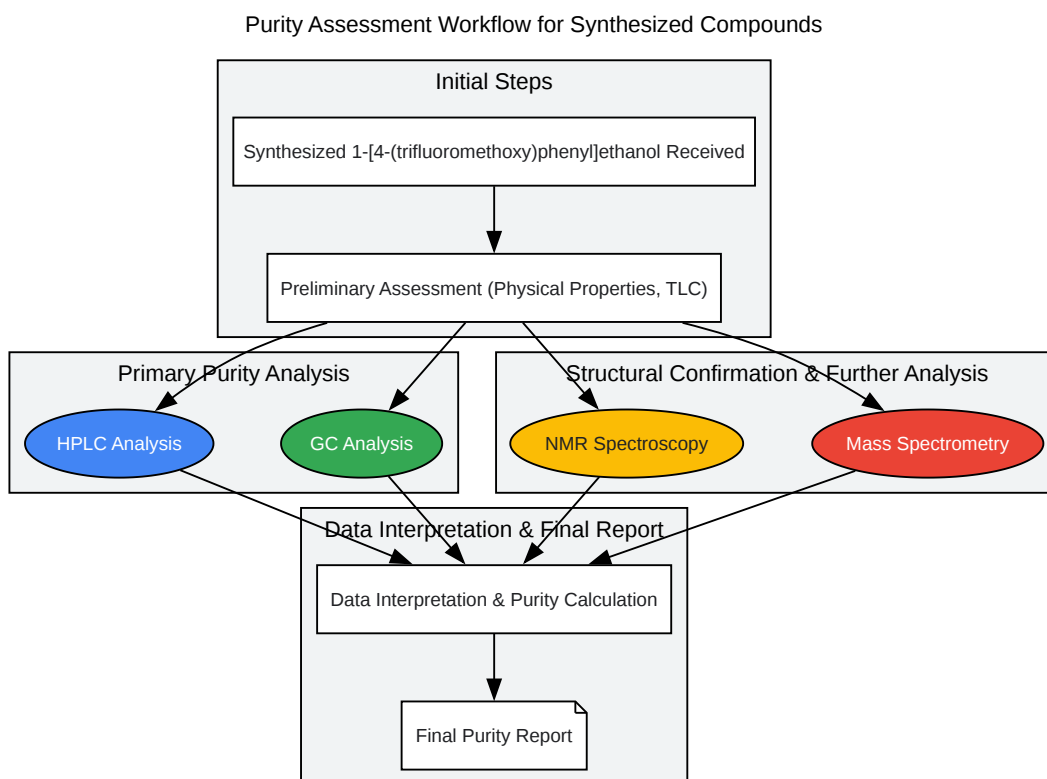 Purity Assessment Workflow for Synthesized Compounds
Initial Steps
Synthesized 1-[4-(trifluoromethoxy)phenyl]ethanol Received
Preliminary Assessment (Physical Properties, TLC)
Primary Purity Analysis
Structural Confirmation & Further Analysis
HPLC Analysis
GC Analysis
NMR Spectroscopy
Mass Spectrometry
Data Interpretation & Final Report
Data Interpretation & Purity Calculation
Final Purity Report